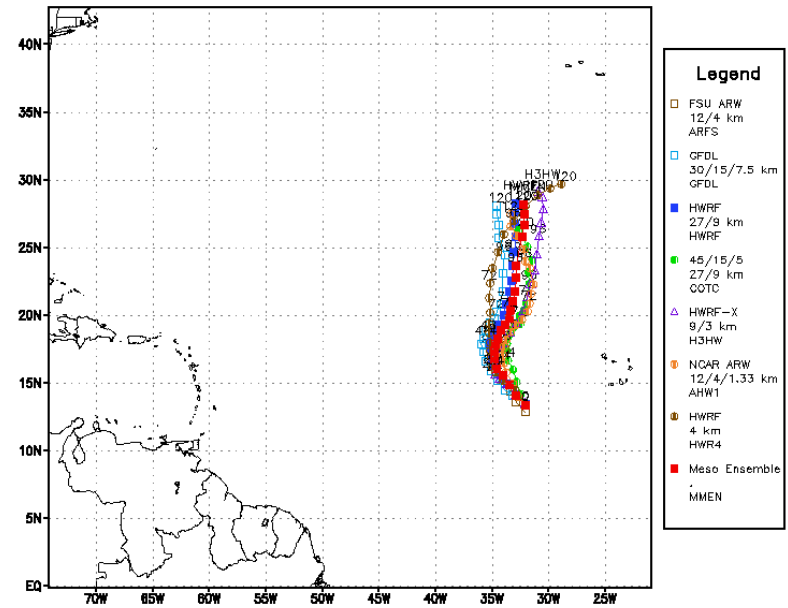 40N
35N
30N
25N
20N
15N
10N
5N
EQ
70W
65W
60W
55W
50W
45W
40W
35W
30W
25W
H3HW
120
120
72
Legend
FSU ARW
12/4 km
ARFS
GFDL
30/15/7.5 km
GFDL
HWRF
27/9 km
HWRF
45/15/5
27/9 km
COTC
HWRF-X
9/3 km
H3HW
NCAR ARW
12/4/1.33 km
AHW1
HWRF
4 km
HWR4
Meso Ensemble
.
MMEN